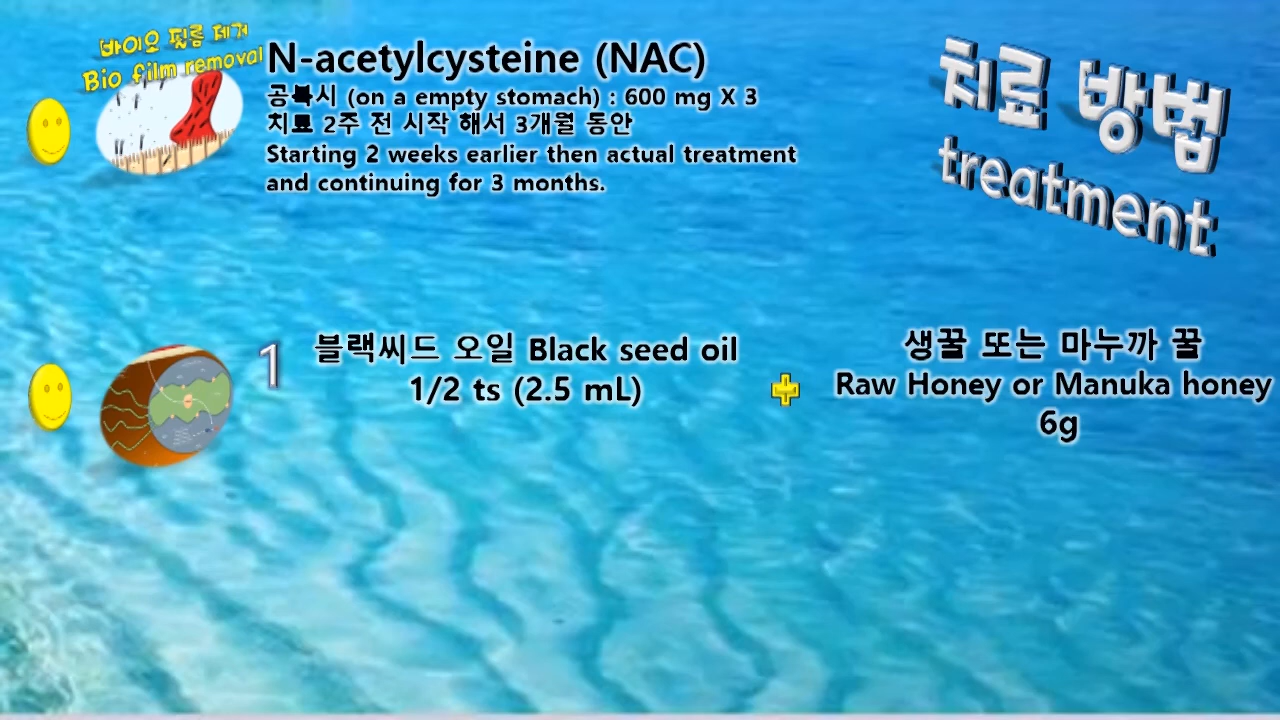 바이오 필름 제거
Bio film removal
N-acetylcysteine (NAC)
공복시 (on a empty stomach) : 600 mg X 3
치료 2주 전 시작 해서 3개월 동안
Starting 2 weeks earlier then actual treatment
and continuing for 3 months.
치료 방법
treatment
1
블랙씨드 오일 Black seed oil
1/2 ts (2.5 mL)
생꿀 또는 마누까 꿀
Raw Honey or Manuka honey
6g